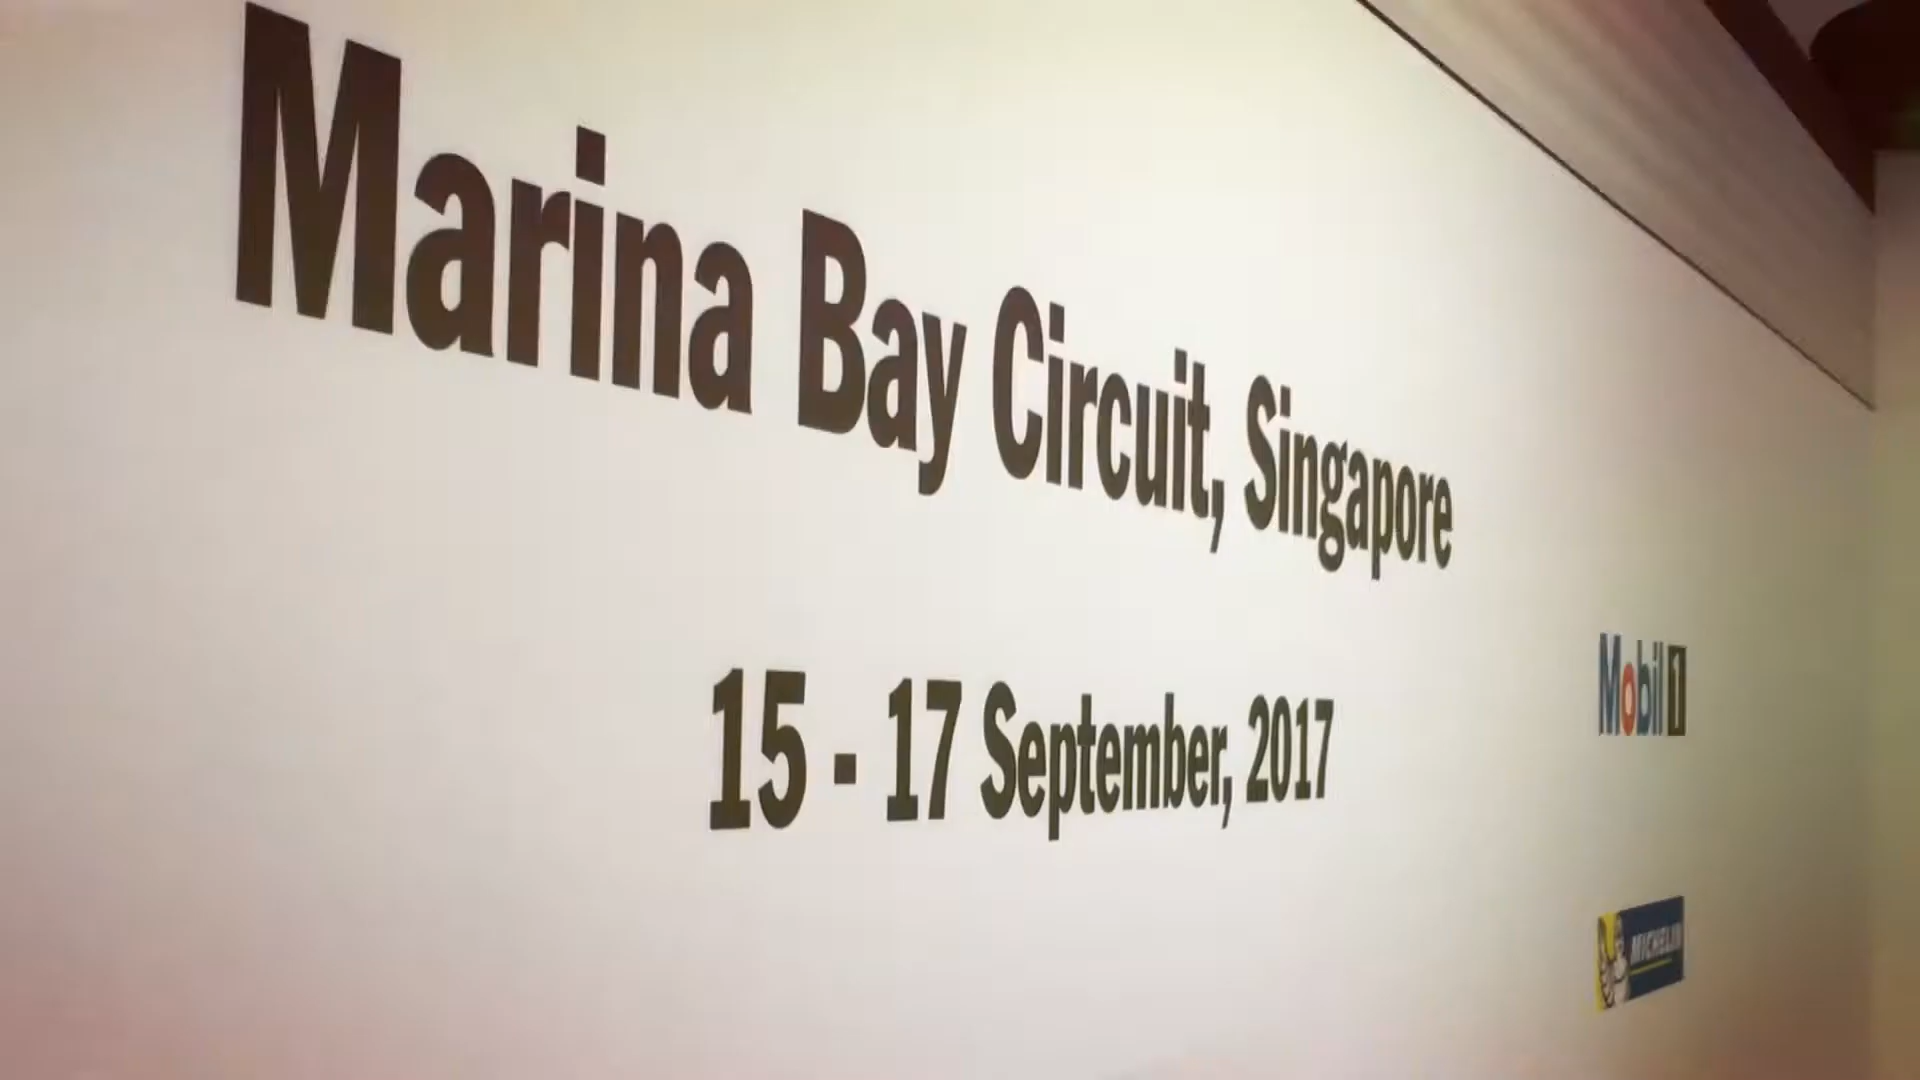 Marina Bay Circuit, Singapore
15 - 17 September, 2017
Mobil 1
MICHELIN